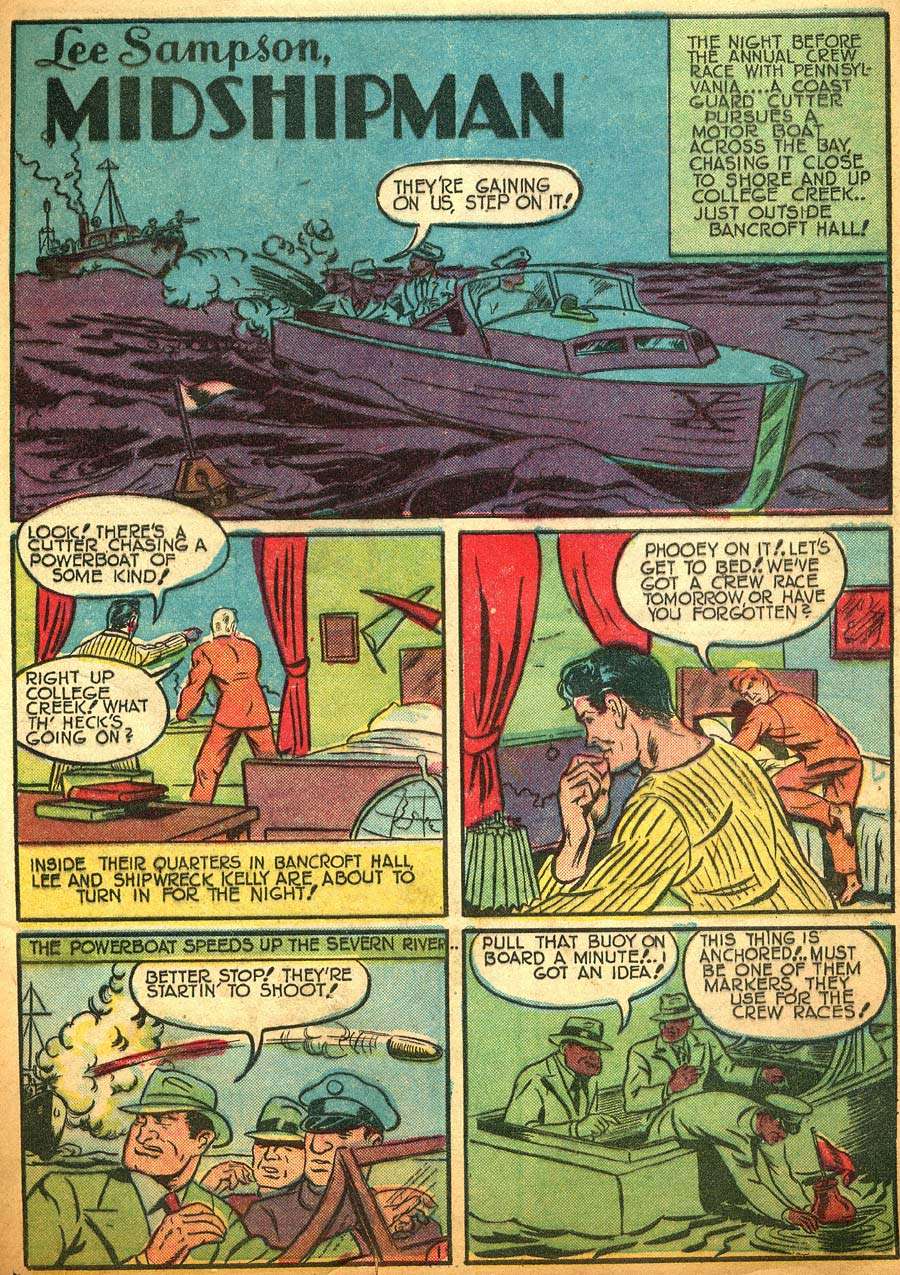 Lee Sampson,
MIDSHIPMAN
THE NIGHT BEFORE
THE ANNUAL CREW
RACE WITH PENNSYL-
VANIA....A COAST
GUARD CUTTER
PURSUES A
MOTOR BOAT
ACROSS THE BAY,
CHASING IT CLOSE
TO SHORE AND UP
COLLEGE CREEK..
JUST OUTSIDE
BANCROFT HALL!
THEY'RE GAINING
ON US, STEP ON IT!
LOOK! THERE'S A
CUTTER CHASING A
POWERBOAT OF
SOME KIND!
RIGHT UP
COLLEGE
CREEK! WHAT
TH' HECK'S
GOING ON?
INSIDE THEIR QUARTERS IN BANCROFT HALL,
LEE AND SHIPWRECK KELLY ARE ABOUT TO
TURN IN FOR THE NIGHT!
PHOOEY ON IT!. LET'S
GET TO BED! WE'VE
GOT A CREW RACE
TOMORROW, OR HAVE
YOU FORGOTTEN?
THE POWERBOAT SPEEDS UP THE SEVERN RIVER..
BETTER STOP! THEY'RE
STARTIN' TO SHOOT!
PULL THAT BUOY ON
BOARD A MINUTE!..I
GOT AN IDEA!
THIS THING IS
ANCHORED!..MUST
BE ONE OF THEM
MARKERS, THEY
USE FOR THE
CREW RACES!